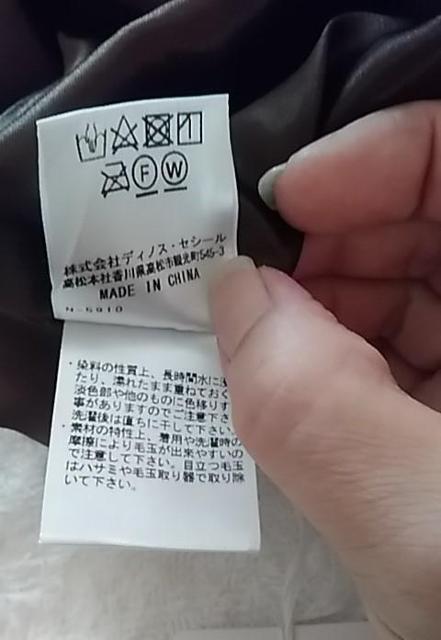 F W
株式会社ディノス・セシール
高松本社香川県高松市観光町545-3
MADE IN CHINA
N-5910
・染料の性質上、長時間水に浸
たり、濡れたまま重ねておく
淡色部や他のものに色移りす
事がありますのでご注意下さ
洗濯後は直ちに干して下さい。
・素材の特性上、着用や洗濯時の
摩擦により毛玉が出来やすいの
で注意して下さい。目立つ毛玉
はハサミや毛玉取り器で取り除
いて下さい。